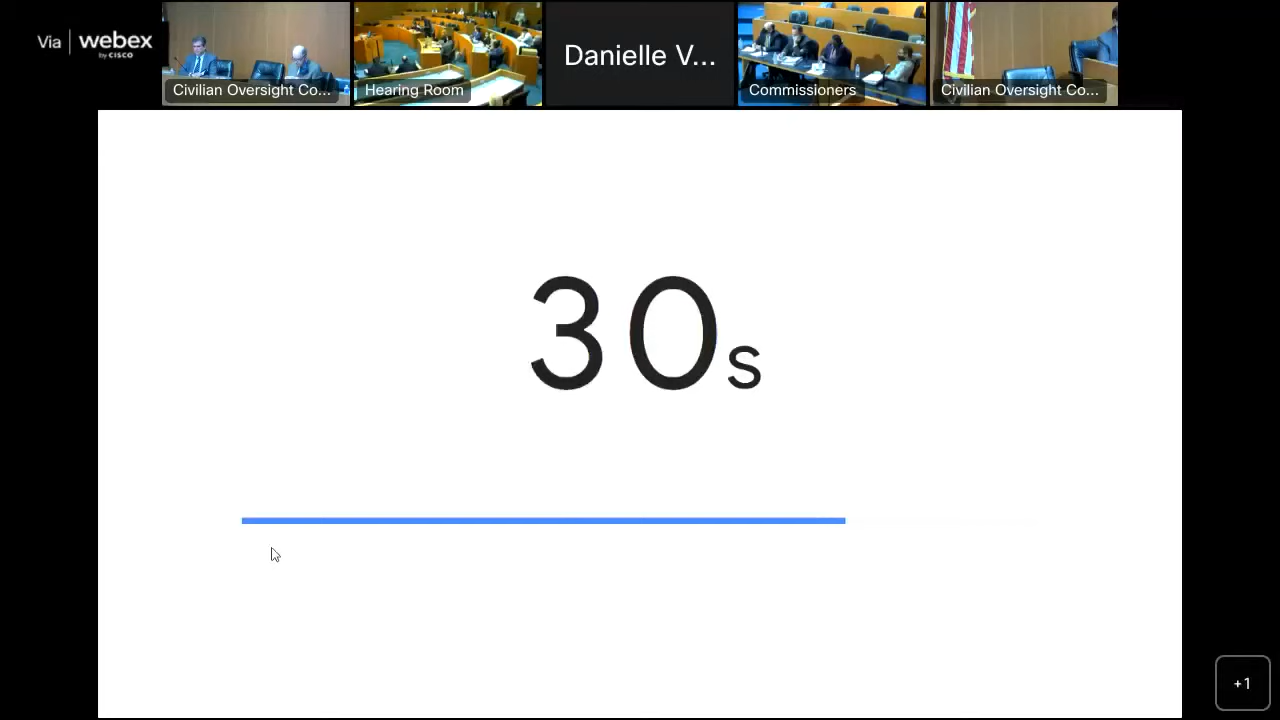 Via | webex
by CISCO
Civilian Oversight Co...
Hearing Room
Danielle V...
Commissioners
Civilian Oversight Co...
30s
+1